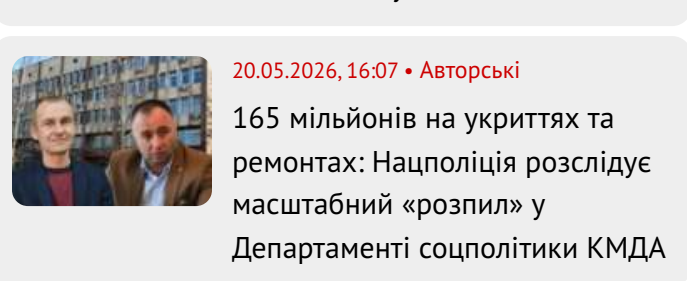 20.05.2026, 16:07 • Авторські
165 мільйонів на укриттях та
ремонтах: Нацполіція розслідує
масштабний «розпил» у
Департаменті соцполітики КМДА